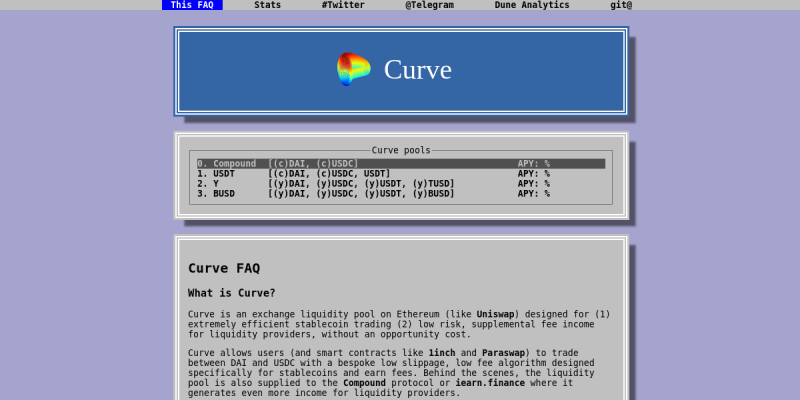 This FAQ Stats #Twitter @Telegram Dune Analytics git@
Curve
Curve pools
0. Compound [(c)DAI, (c)USDC] APY: %
1. USDT [(c)DAI, (c)USDC, USDT] APY: %
2. Y [(y)DAI, (y)USDC, (y)USDT, (y)TUSD] APY: %
3. BUSD [(y)DAI, (y)USDC, (y)USDT, (y)BUSD] APY: %
Curve FAQ
What is Curve?
Curve is an exchange liquidity pool on Ethereum (like Uniswap) designed for (1)
extremely efficient stablecoin trading (2) low risk, supplemental fee income
for liquidity providers, without an opportunity cost.
Curve allows users (and smart contracts like 1inch and Paraswap) to trade
between DAI and USDC with a bespoke low slippage, low fee algorithm designed
specifically for stablecoins and earn fees. Behind the scenes, the liquidity
pool is also supplied to the Compound protocol or iearn.finance where it
generates even more income for liquidity providers.